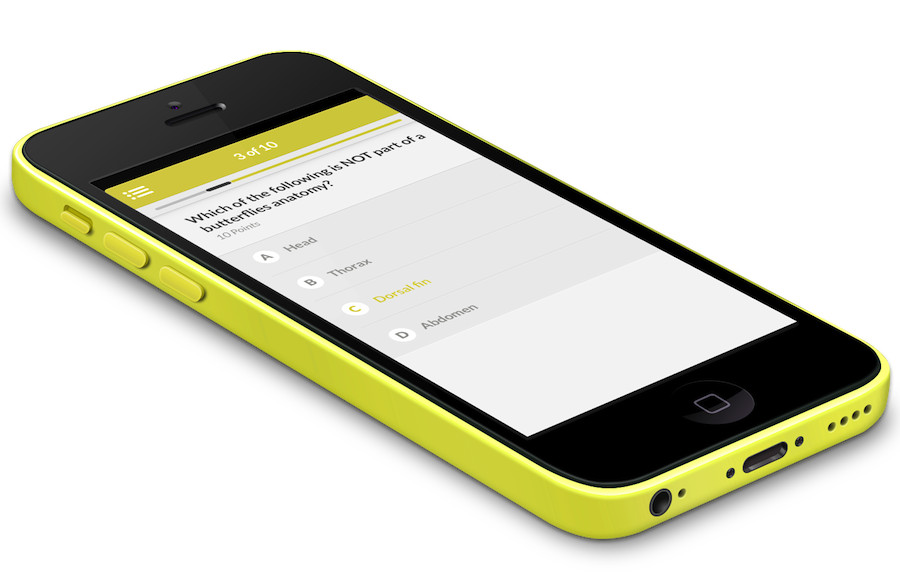 3 of 10
Which of the following is NOT part of a
butterflies anatomy?
10 Points
A Head
B Thorax
C Dorsal fin
D Abdomen